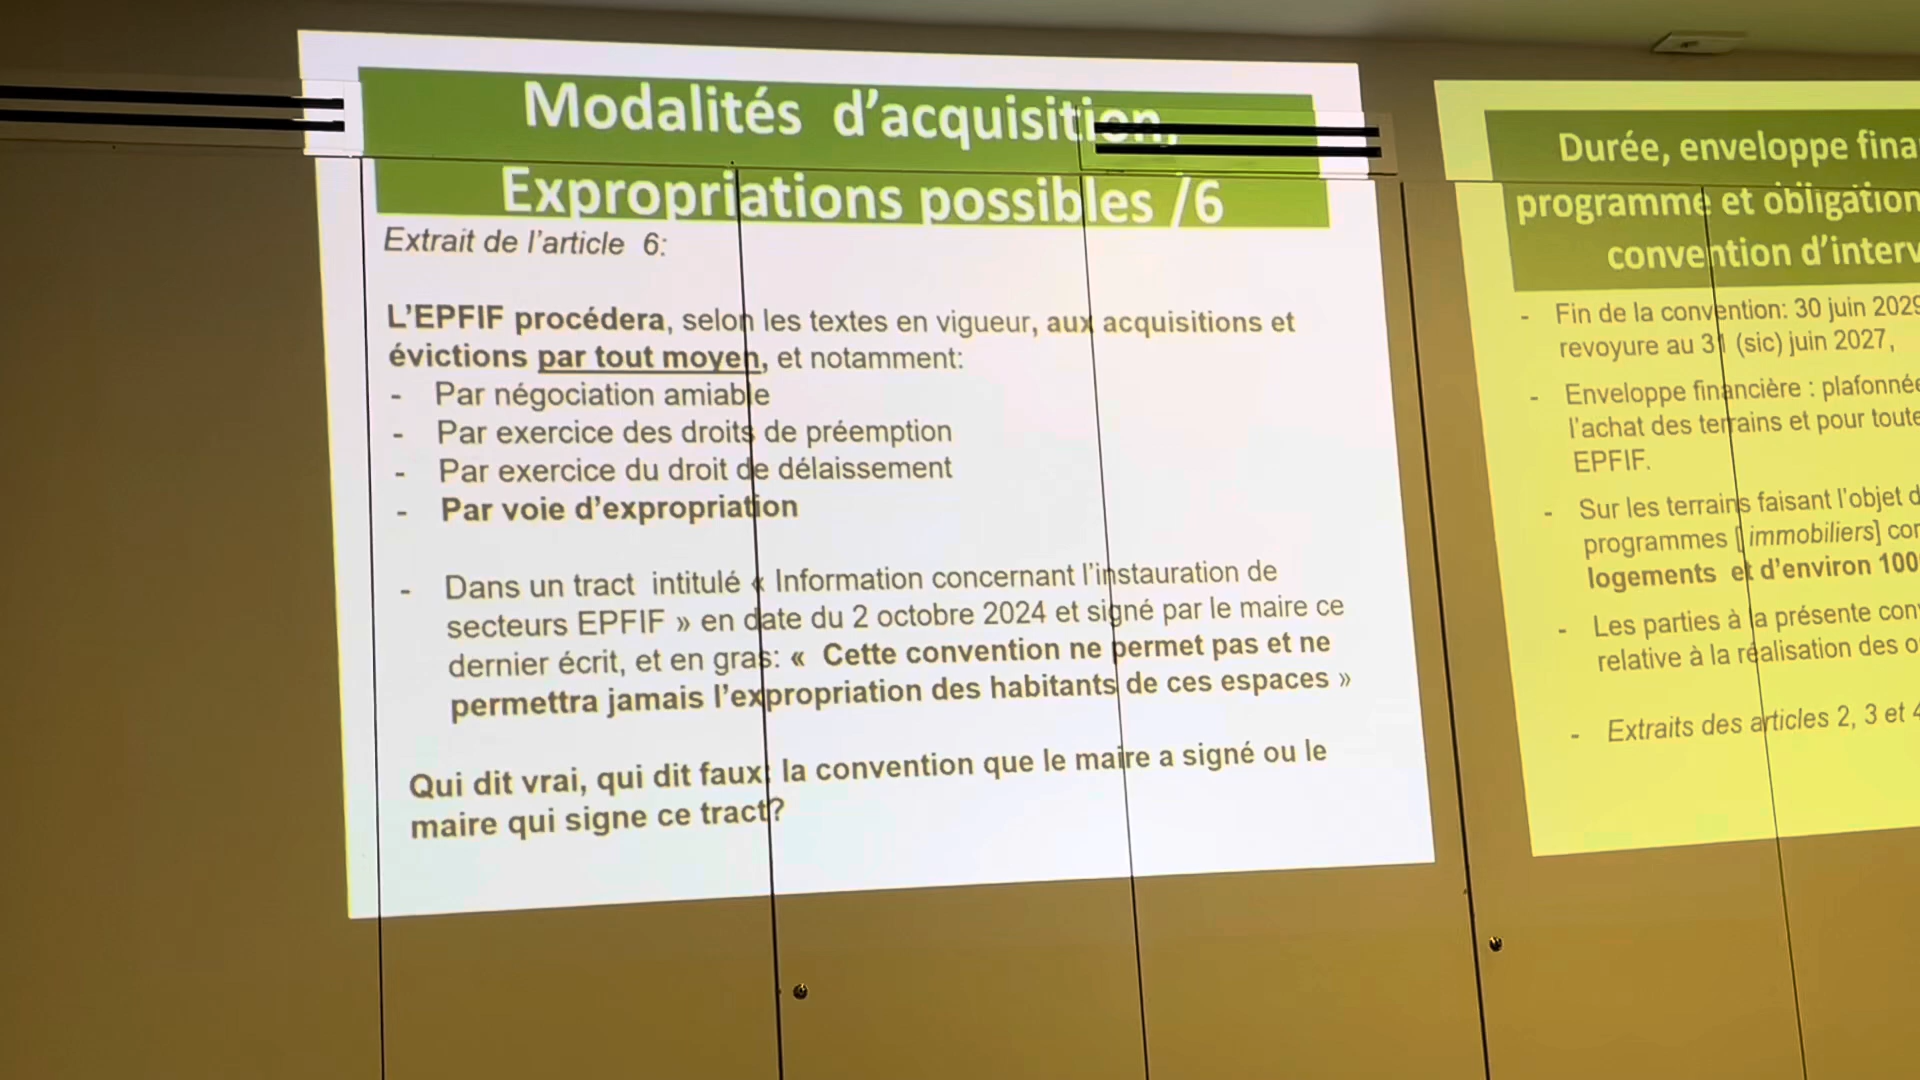 Modalités d'acquisition,
Expropriations possibles /6
Extrait de l'article 6:
L'EPFIF procédera, selon les textes en vigueur, aux acquisitions et
évictions par tout moyen, et notamment:
- Par négociation amiable
- Par exercice des droits de préemption
- Par exercice du droit de délaissement
- Par voie d'expropriation
- Dans un tract intitulé « Information concernant l'instauration de
secteurs EPFIF » en date du 2 octobre 2024 et signé par le maire ce
dernier écrit, et en gras: « Cette convention ne permet pas et ne
permettra jamais l'expropriation des habitants de ces espaces »
Qui dit vrai, qui dit faux: la convention que le maire a signé ou le
maire qui signe ce tract?
Durée, enveloppe
programme et
convention
- Fin de la convention: 30 juin 2029
revoyure au 31 (sic) juin 2027,
- Enveloppe financière :
l'achat des terrains et pour
EPFIF.
- Sur les terrains faisant l'objet
programmes [ immobiliers]
logements et d'environ
- Les parties à la présente
relative à la réalisation des
- Extraits des articles 2, 3 et